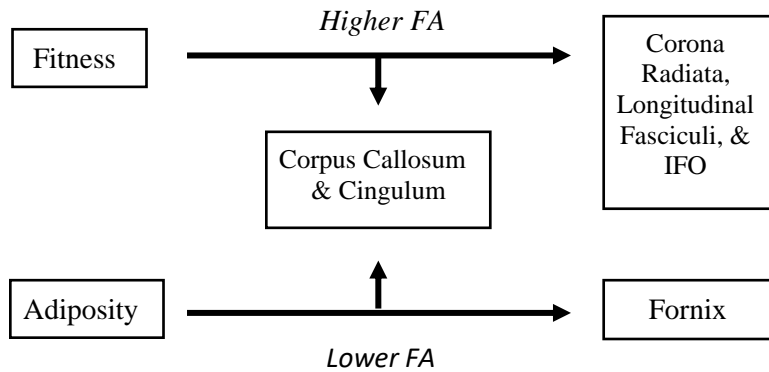 Higher FA
Fitness
Corona
Radiata,
Longitudinal
Fasciculi, &
IFO
Corpus Callosum
& Cingulum
Adiposity
Fornix
Lower FA